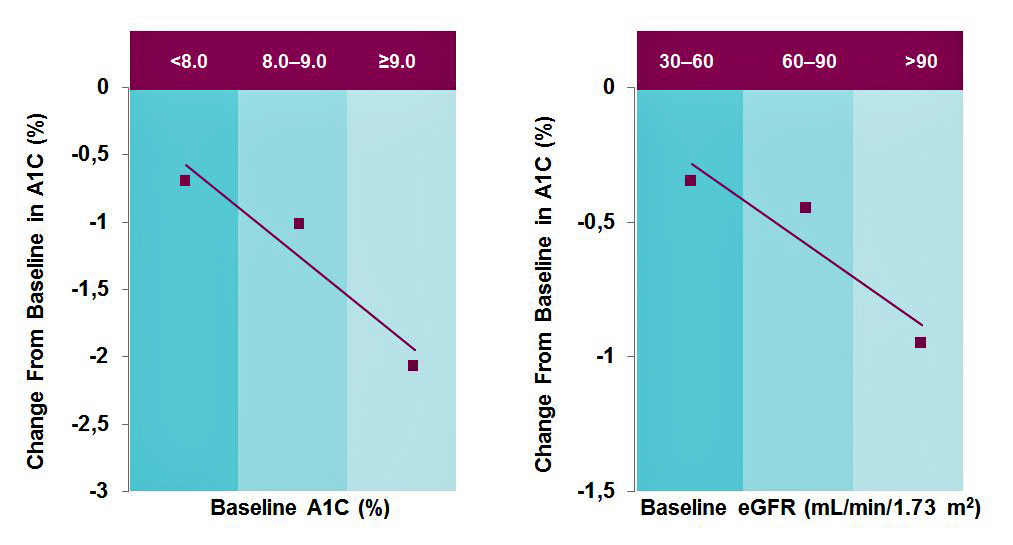 <8.0 8.0–9.0 ≥9.0
0
-0,5
-1
-1,5
-2
-2,5
-3
Change From Baseline in A1C (%)
Baseline A1C (%)
30–60 60–90 >90
0
-0,5
-1
-1,5
Change From Baseline in A1C (%)
Baseline eGFR (mL/min/1.73 m²)